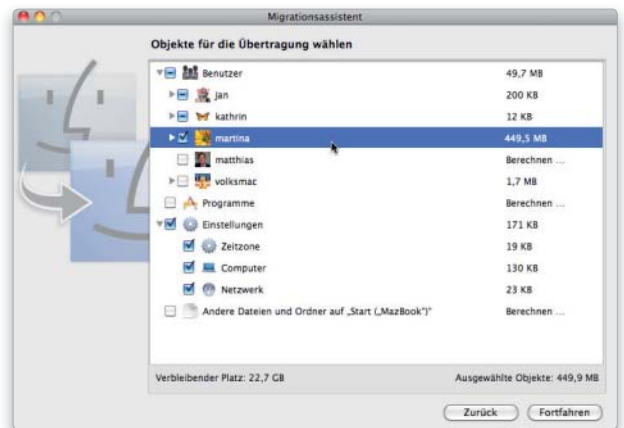 Migrationsassistent
Objekte für die Übertragung wählen
Benutzer 49,7 MB
jan 200 KB
kathrin 12 KB
martina 449,5 MB
matthias Berechnen ...
volksmac 1,7 MB
Programme Berechnen ...
Einstellungen 171 KB
Zeitzone 19 KB
Computer 130 KB
Netzwerk 23 KB
Andere Dateien und Ordner auf „Start („MazBook“)“ Berechnen ...
Verbleibender Platz: 22,7 GB Ausgewählte Objekte: 449,9 MB
Zurück Fortfahren